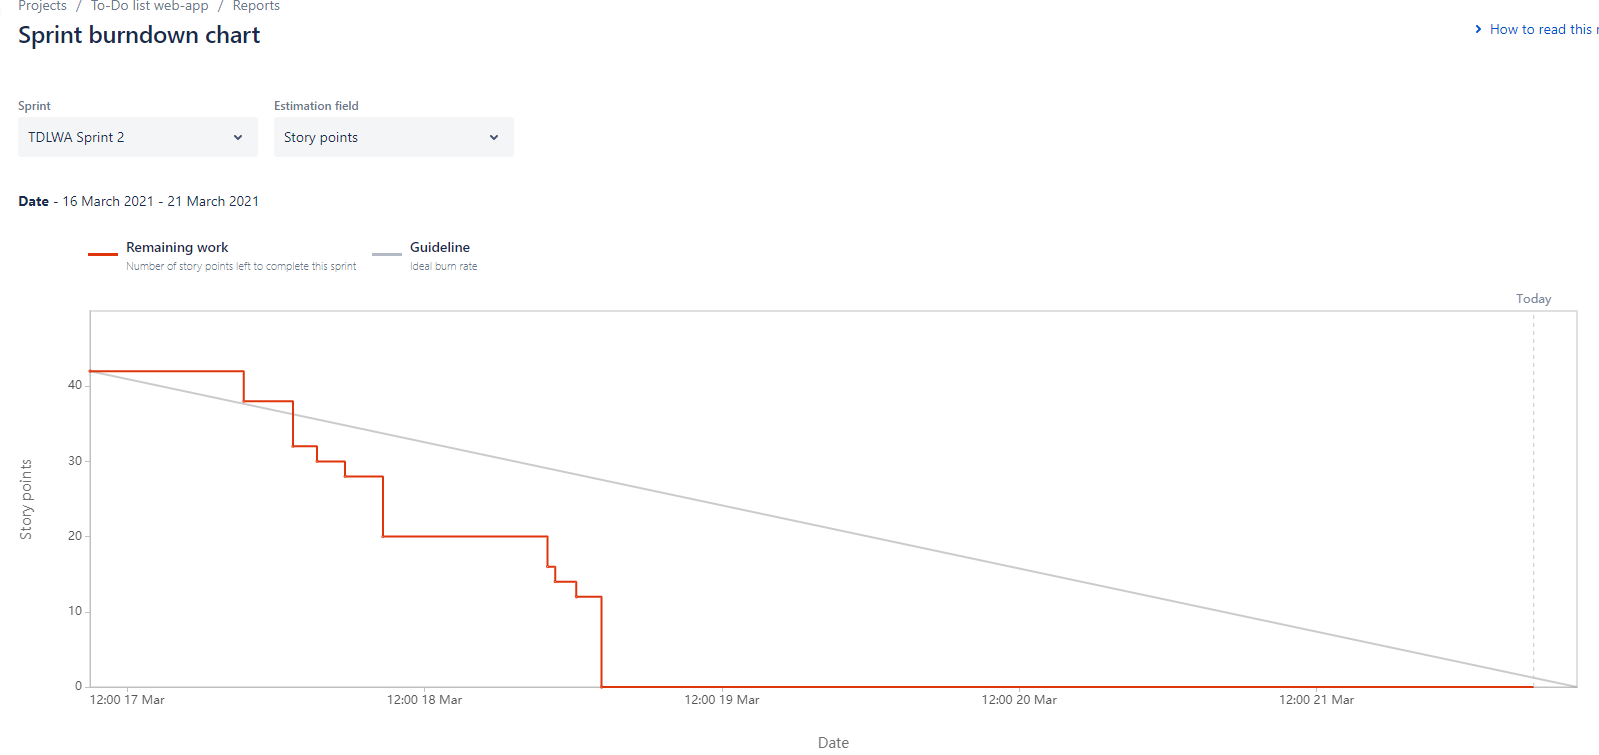 Projects / To-Do list web-app / Reports
Sprint burndown chart
How to read this
Sprint
Estimation field
TDLWA Sprint 2
Story points
Date - 16 March 2021 - 21 March 2021
Remaining work
Number of story points left to complete this sprint
Guideline
Ideal burn rate
Today
40
30
20
10
0
Story points
12:00 17 Mar
12:00 18 Mar
12:00 19 Mar
12:00 20 Mar
12:00 21 Mar
Date